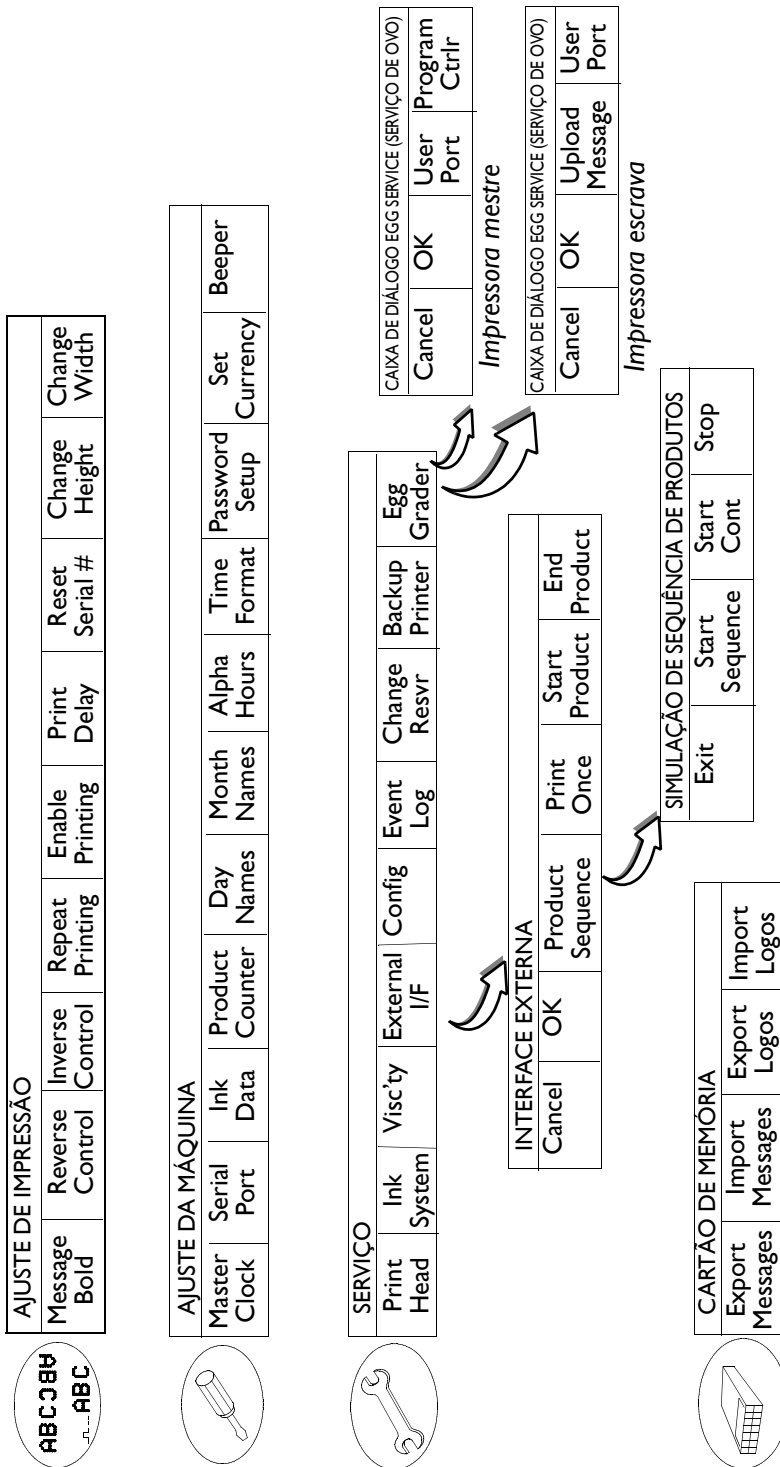 ABCƆBA
ABC
AJUSTE DE IMPRESSÃO
Message Reverse Inverse Repeat Enable Print Reset Change Change
Bold Control Control Printing Printing Delay Serial # Height Width
AJUSTE DA MÁQUINA
Master Serial Ink Product Day Month Alpha Time Password Set Beeper
Clock Port Data Counter Names Names Hours Format Setup Currency
SERVIÇO
Print Ink Visc'ty External Config Event Change Backup Egg
Head System I/F Log Resvr Printer Grader
CAIXA DE DIÁLOGO EGG SERVICE (SERVIÇO DE OVO)
Cancel OK User Program
Port Ctrlr
Impressora mestre
CAIXA DE DIÁLOGO EGG SERVICE (SERVIÇO DE OVO)
Cancel OK Upload User
Message Port
Impressora escrava
INTERFACE EXTERNA
Cancel OK Product Print Start End
Sequence Once Product Product
SIMULAÇÃO DE SEQUÊNCIA DE PRODUTOS
Exit Start Start Stop
Sequence Cont
CARTÃO DE MEMÓRIA
Export Import Export Import
Messages Messages Logos Logos